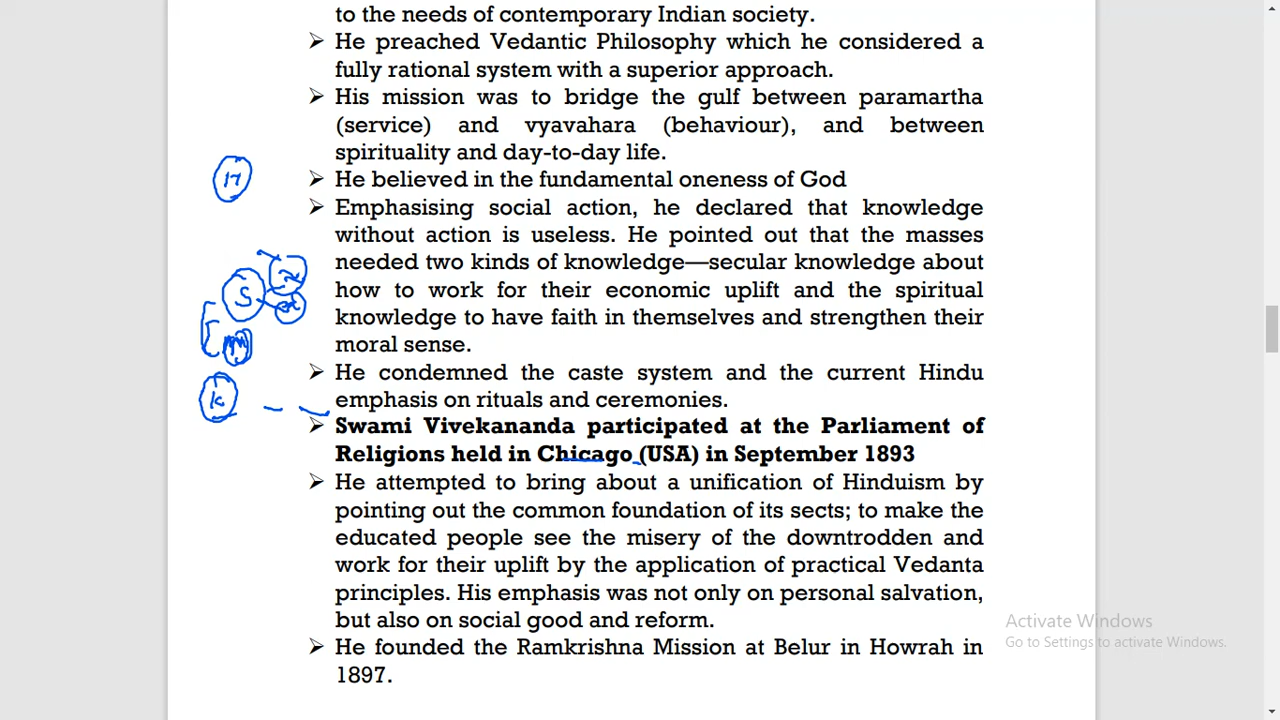 to the needs of contemporary Indian society.
➢ He preached Vedantic Philosophy which he considered a
fully rational system with a superior approach.
➢ His mission was to bridge the gulf between paramartha
(service) and vyavahara (behaviour), and between
spirituality and day-to-day life.
➢ He believed in the fundamental oneness of God
➢ Emphasising social action, he declared that knowledge
without action is useless. He pointed out that the masses
needed two kinds of knowledge—secular knowledge about
how to work for their economic uplift and the spiritual
knowledge to have faith in themselves and strengthen their
moral sense.
➢ He condemned the caste system and the current Hindu
emphasis on rituals and ceremonies.
➢ Swami Vivekananda participated at the Parliament of
Religions held in Chicago (USA) in September 1893
➢ He attempted to bring about a unification of Hinduism by
pointing out the common foundation of its sects; to make the
educated people see the misery of the downtrodden and
work for their uplift by the application of practical Vedanta
principles. His emphasis was not only on personal salvation,
but also on social good and reform.
➢ He founded the Ramkrishna Mission at Belur in Howrah in
1897.
S
K
Activate Windows
Go to Settings to activate Windows.